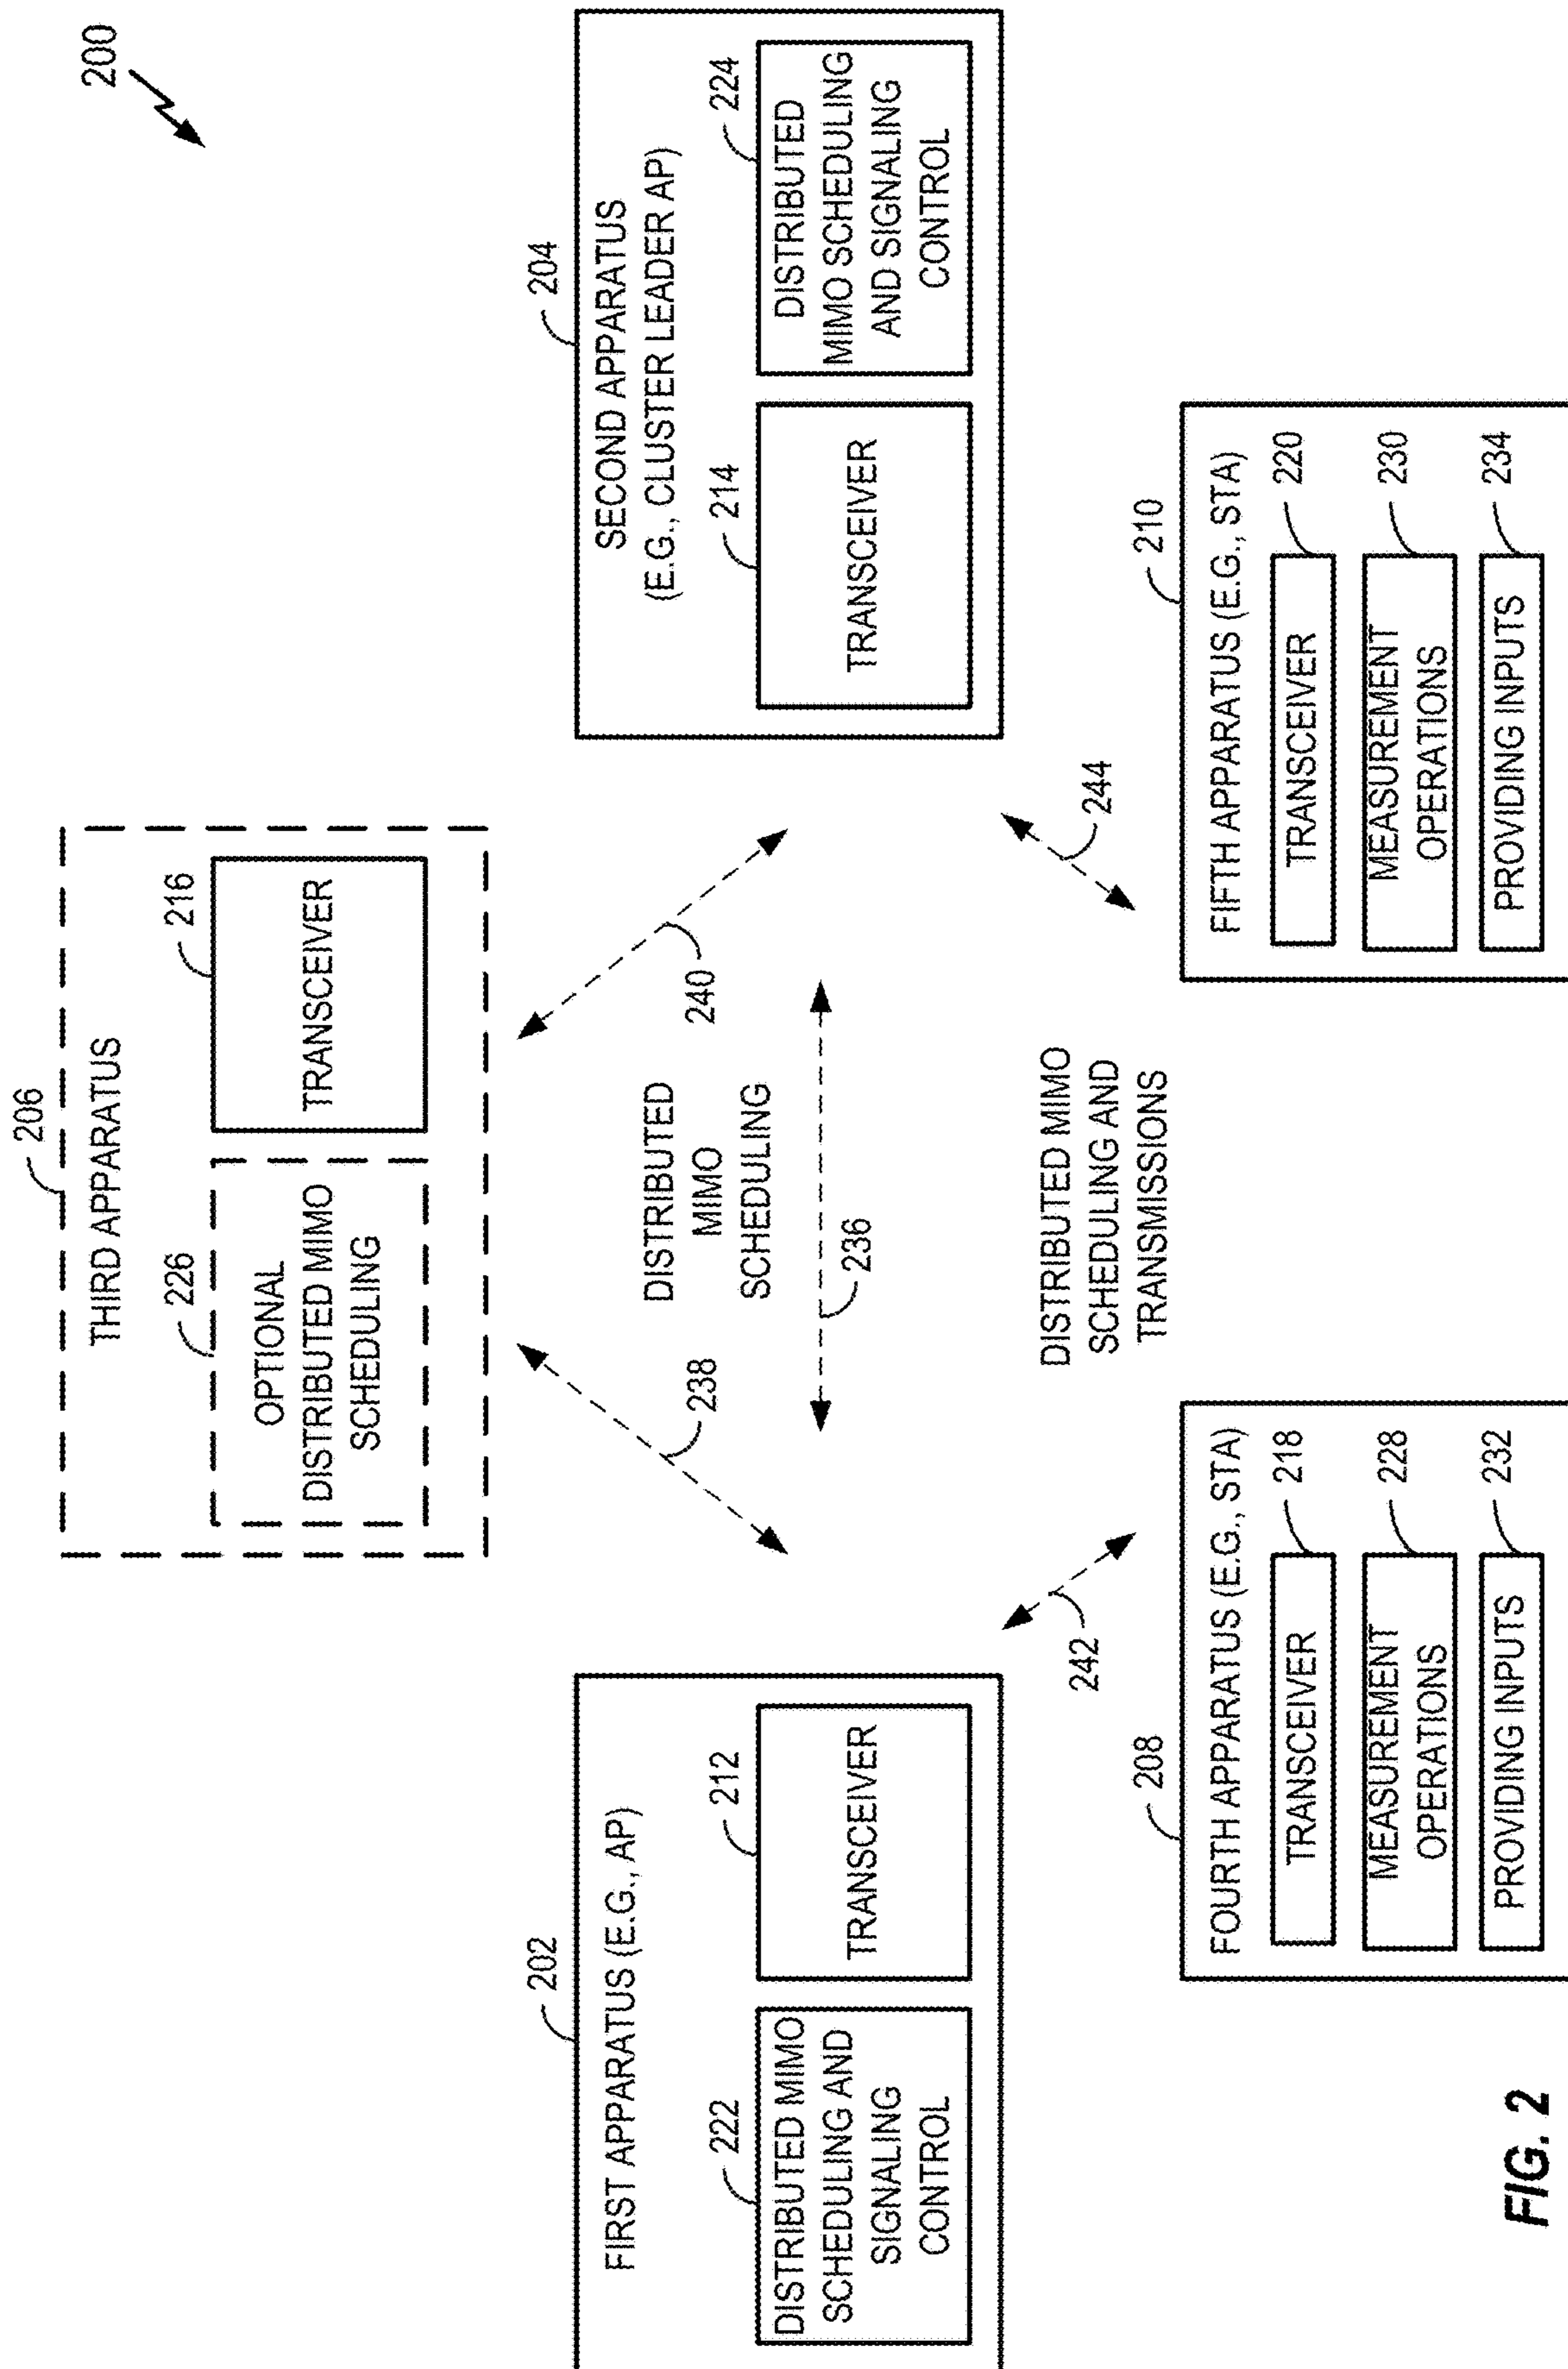 200
206
THIRD APPARATUS
226
OPTIONAL
DISTRIBUTED MIMO
SCHEDULING
216
TRANSCEIVER
202
FIRST APPARATUS (E.G., AP)
222
DISTRIBUTED MIMO
SCHEDULING AND
SIGNALING
CONTROL
212
TRANSCEIVER
238
DISTRIBUTED
MIMO
SCHEDULING
240
236
204
SECOND APPARATUS
(E.G., CLUSTER LEADER AP)
214
TRANSCEIVER
224
DISTRIBUTED
MIMO SCHEDULING
AND SIGNALING
CONTROL
242
DISTRIBUTED MIMO
SCHEDULING AND
TRANSMISSIONS
244
208
FOURTH APPARATUS (E.G., STA)
TRANSCEIVER
218
MEASUREMENT
OPERATIONS
228
PROVIDING INPUTS
232
210
FIFTH APPARATUS (E.G., STA)
TRANSCEIVER
220
MEASUREMENT
OPERATIONS
230
PROVIDING INPUTS
234
FIG. 2